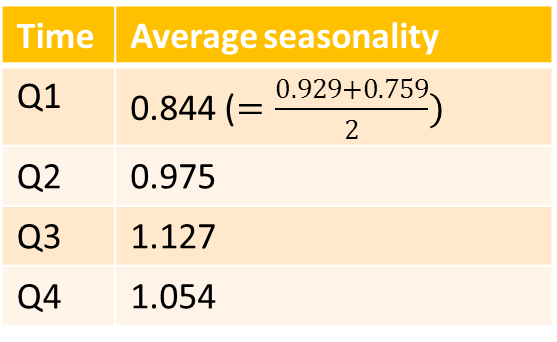 Time Average seasonality
Q1 0.844 (= (0.929+0.759)/2)
Q2 0.975
Q3 1.127
Q4 1.054